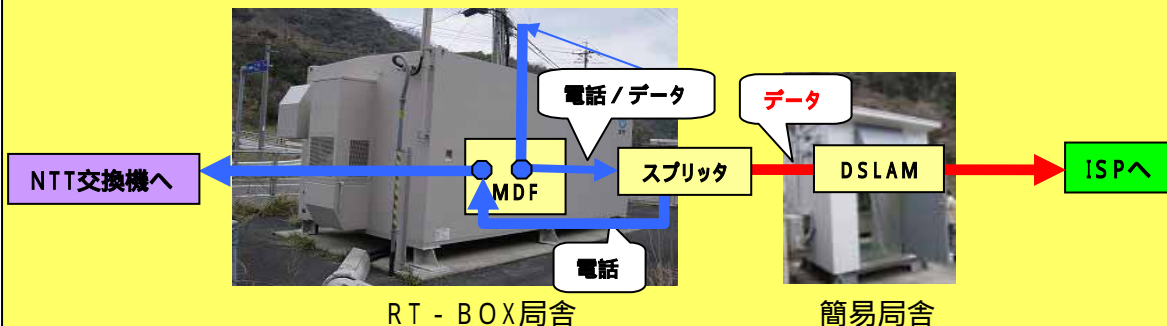 電話／データ
データ
NTT交換機へ
MDF
スプリッタ
DSLAM
ISPへ
電話
RT－BOX局舎
簡易局舎